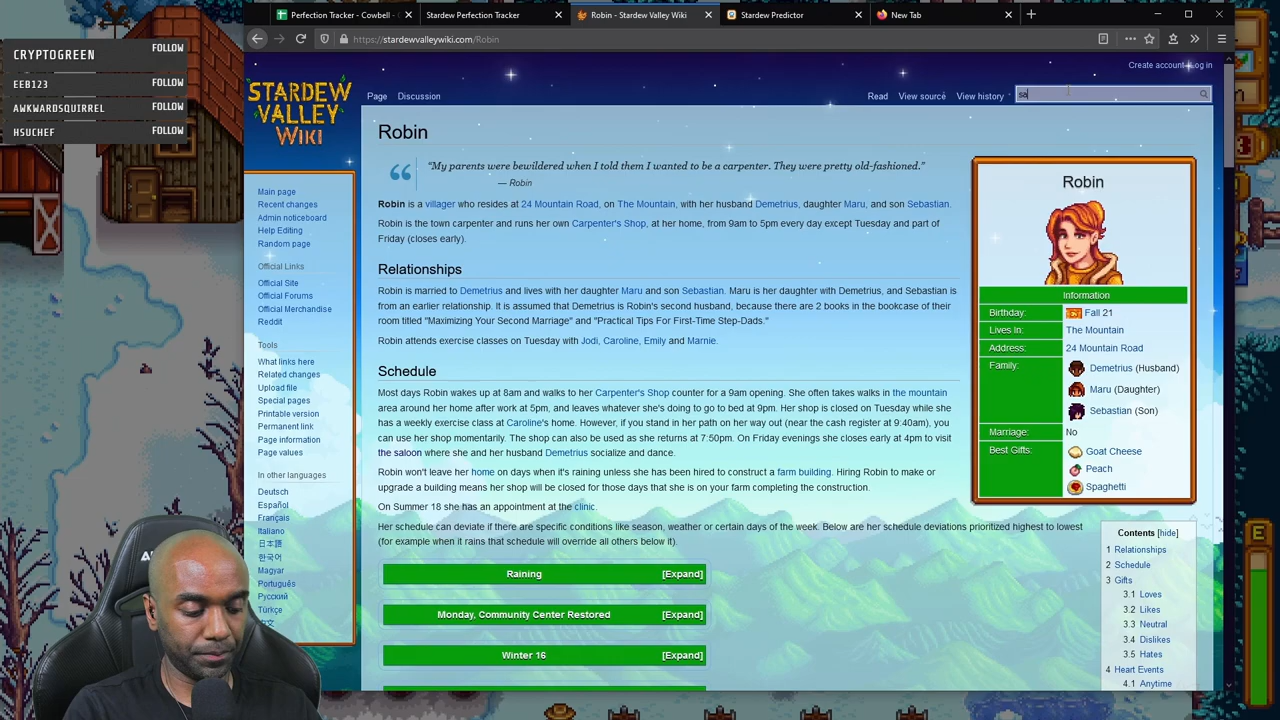 Perfection Tracker - Cowbell - G
Stardew Perfection Tracker
Robin - Stardew Valley Wiki
Stardew Predictor
New Tab
https://stardewvalleywiki.com/Robin
CRYPTOGREEN FOLLOW
EEB123 FOLLOW
AWKWARDSQUIRREL FOLLOW
HSUCHEF FOLLOW
Create account Log in
STARDEW
VALLEY
WIKI
Page Discussion Read View source View history sa
Main page
Recent changes
Admin noticeboard
Help Editing
Random page
Official Links
Official Site
Official Forums
Official Merchandise
Reddit
Tools
What links here
Related changes
Upload file
Special pages
Printable version
Permanent link
Page information
Page values
In other languages
Deutsch
Español
Français
Italiano
日本語
한국어
Magyar
Português
Русский
Türkçe
中文
Robin
“My parents were bewildered when I told them I wanted to be a carpenter. They were pretty old-fashioned.”
— Robin
Robin is a villager who resides at 24 Mountain Road, on The Mountain, with her husband Demetrius, daughter Maru, and son Sebastian.
Robin is the town carpenter and runs her own Carpenter's Shop, at her home, from 9am to 5pm every day except Tuesday and part of
Friday (closes early).
Relationships
Robin is married to Demetrius and lives with her daughter Maru and son Sebastian. Maru is her daughter with Demetrius, and Sebastian is
from an earlier relationship. It is assumed that Demetrius is Robin's second husband, because there are 2 books in the bookcase of their
room titled "Maximizing Your Second Marriage" and "Practical Tips For First-Time Step-Dads."
Robin attends exercise classes on Tuesday with Jodi, Caroline, Emily and Marnie.
Schedule
Most days Robin wakes up at 8am and walks to her Carpenter's Shop counter for a 9am opening. She often takes walks in the mountain
area around her home after work at 5pm, and leaves whatever she's doing to go to bed at 9pm. Her shop is closed on Tuesday while she
has a weekly exercise class at Caroline's home. However, if you stand in her path on her way out (near the cash register at 9:40am), you
can use her shop momentarily. The shop can also be used as she returns at 7:50pm. On Friday evenings she closes early at 4pm to visit
the saloon where she and her husband Demetrius socialize and dance.
Robin won't leave her home on days when it's raining unless she has been hired to construct a farm building. Hiring Robin to make or
upgrade a building means her shop will be closed for those days that she is on your farm completing the construction.
On Summer 18 she has an appointment at the clinic.
Her schedule can deviate if there are specific conditions like season, weather or certain days of the week. Below are her schedule deviations prioritized highest to lowest
(for example when it rains that schedule will override all others below it).
Raining [Expand]
Monday, Community Center Restored [Expand]
Winter 16 [Expand]
Robin
Information
Birthday: Fall 21
Lives In: The Mountain
Address: 24 Mountain Road
Family: Demetrius (Husband)
Maru (Daughter)
Sebastian (Son)
Marriage: No
Best Gifts: Goat Cheese
Peach
Spaghetti
Contents [hide]
1 Relationships
2 Schedule
3 Gifts
3.1 Loves
3.2 Likes
3.3 Neutral
3.4 Dislikes
3.5 Hates
4 Heart Events
4.1 Anytime
E